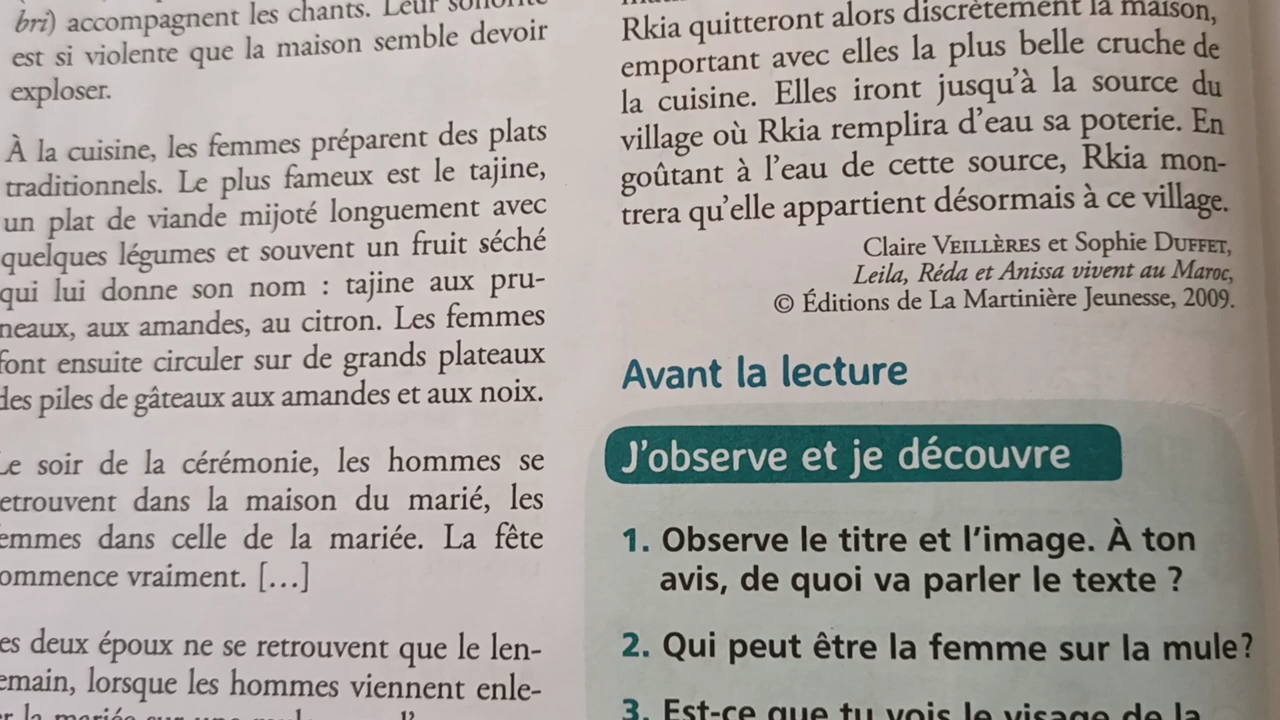 bri) accompagnent les chants. Leur sonorité
est si violente que la maison semble devoir
exploser.
À la cuisine, les femmes préparent des plats
traditionnels. Le plus fameux est le tajine,
un plat de viande mijoté longuement avec
quelques légumes et souvent un fruit séché
qui lui donne son nom : tajine aux pru-
neaux, aux amandes, au citron. Les femmes
font ensuite circuler sur de grands plateaux
des piles de gâteaux aux amandes et aux noix.
Le soir de la cérémonie, les hommes se
etrouvent dans la maison du marié, les
emmes dans celle de la mariée. La fête
ommence vraiment. [...]
es deux époux ne se retrouvent que le len-
emain, lorsque les hommes viennent enle-
la mariée sur une
Rkia quitteront alors discrètement la maison,
emportant avec elles la plus belle cruche de
la cuisine. Elles iront jusqu'à la source du
village où Rkia remplira d'eau sa poterie. En
goûtant à l'eau de cette source, Rkia mon-
trera qu'elle appartient désormais à ce village.
Claire VEILLÈRES et Sophie DUFFET,
Leila, Réda et Anissa vivent au Maroc,
© Éditions de La Martinière Jeunesse, 2009.
Avant la lecture
J'observe et je découvre
1. Observe le titre et l'image. À ton
avis, de quoi va parler le texte ?
2. Qui peut être la femme sur la mule?
3. Est-ce que tu vois le visage de la